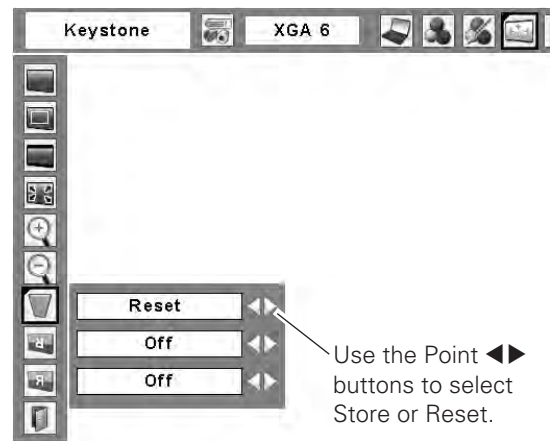 Keystone
XGA 6
Reset
Off
Off
Use the Point ◀▶
buttons to select
Store or Reset.